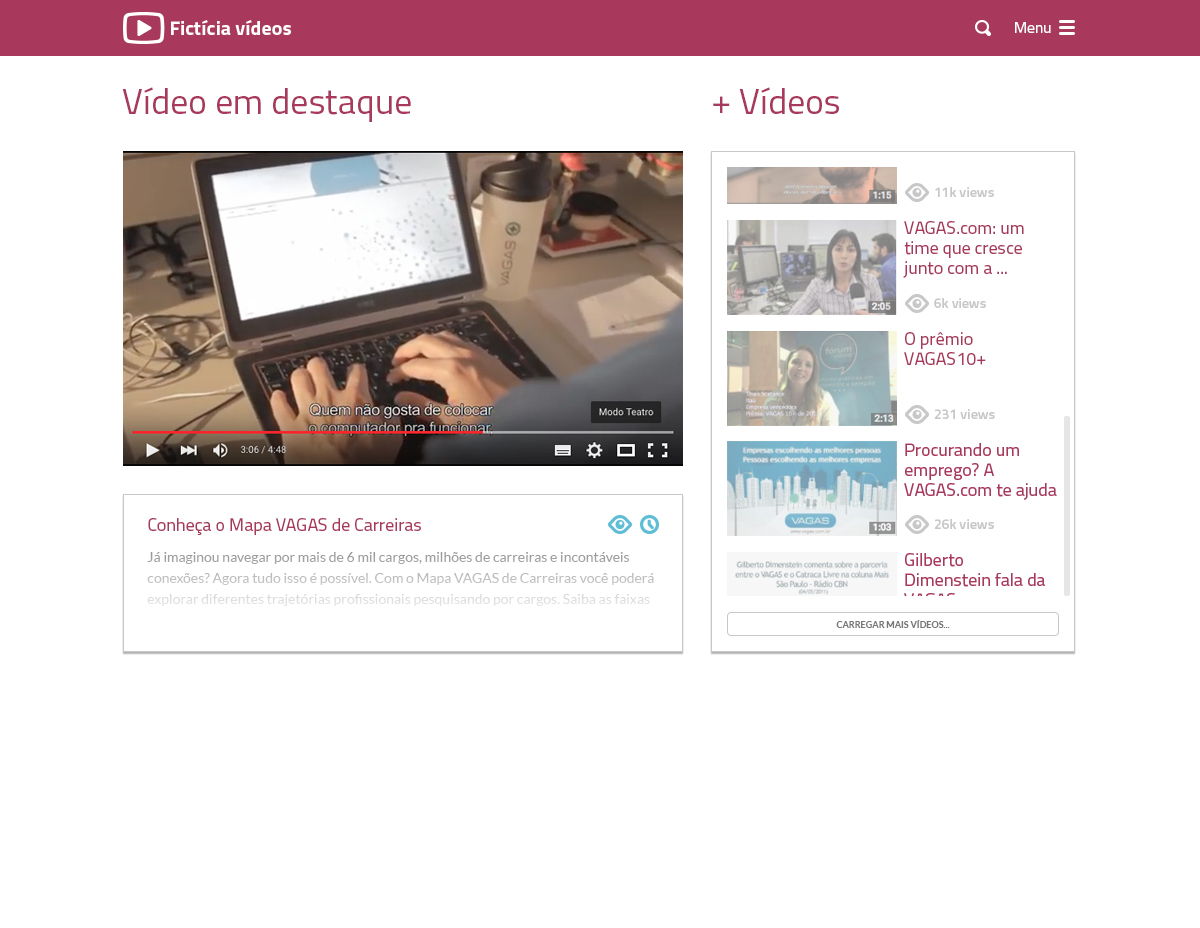 Fictícia vídeos
Menu
Vídeo em destaque
VAGAS
Quem não gosta de colocar
o computador pra funcionar.
Modo Teatro
3:06 / 4:48
Conheça o Mapa VAGAS de Carreiras
Já imaginou navegar por mais de 6 mil cargos, milhões de carreiras e incontáveis
conexões? Agora tudo isso é possível. Com o Mapa VAGAS de Carreiras você poderá
explorar diferentes trajetórias profissionais pesquisando por cargos. Saiba as faixas
+ Vídeos
1:15
11k views
2:05
VAGAS.com: um
time que cresce
junto com a ...
6k views
forum
2:13
O prêmio
VAGAS10+
231 views
Empresas escolhendo as melhores pessoas
Pessoas escolhendo as melhores empresas
VAGAS
1:03
Procurando um
emprego? A
VAGAS.com te ajuda
26k views
Gilberto Dimenstein comenta sobre a parceria
entre o VAGAS e o Catraca Livre na coluna Mais
São Paulo - Rádio CBN
(04/07/2011)
Gilberto
Dimenstein fala da
VAGAS
CARREGAR MAIS VÍDEOS...